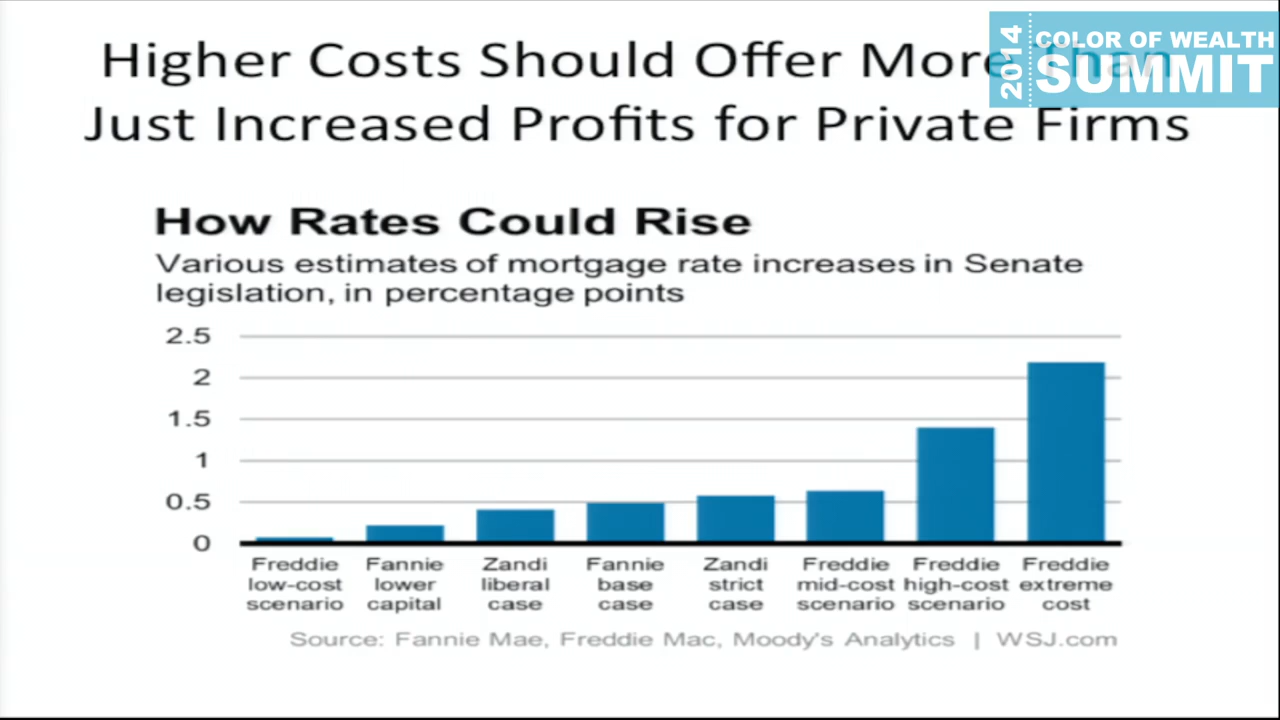 Higher Costs Should Offer More Than
Just Increased Profits for Private Firms
2014
COLOR OF WEALTH
SUMMIT
How Rates Could Rise
Various estimates of mortgage rate increases in Senate
legislation, in percentage points
2.5
2
1.5
1
0.5
0
Freddie low-cost scenario
Fannie lower capital
Zandi liberal case
Fannie base case
Zandi strict case
Freddie mid-cost scenario
Freddie high-cost scenario
Freddie extreme cost
Source: Fannie Mae, Freddie Mac, Moody's Analytics | WSJ.com